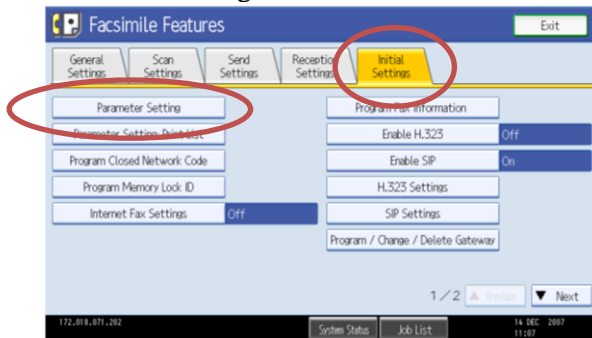 Facsimile Features
Exit
General Settings
Scan Settings
Send Settings
Reception Settings
Initial Settings
Parameter Setting
Program Fax Information
Parameter Setting: Print List
Enable H.323 Off
Program Closed Network Code
Enable SIP On
Program Memory Lock ID
H.323 Settings
Internet Fax Settings Off
SIP Settings
Program / Change / Delete Gateway
1/2 ▲ Previous ▼ Next
172.018.071.202
System Status
Job List
14 DEC 2007
11:07